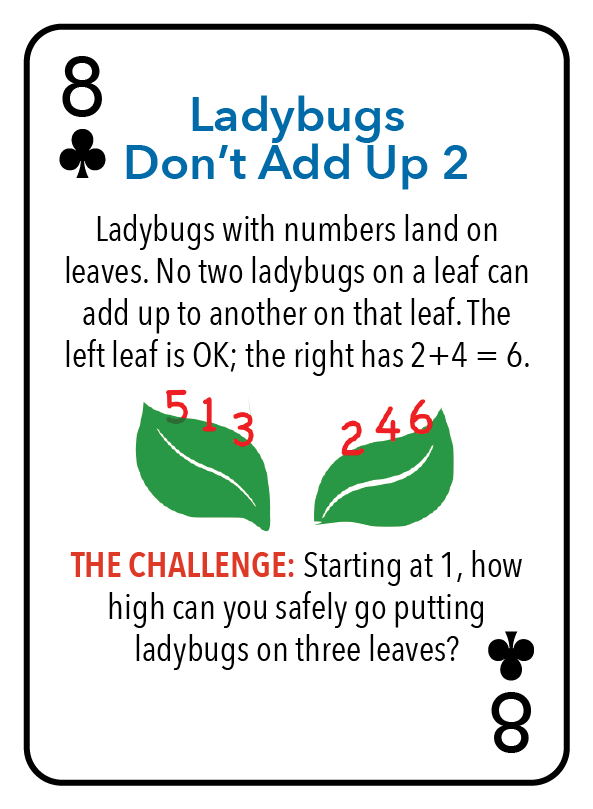 8
Ladybugs
Don’t Add Up 2
Ladybugs with numbers land on
leaves. No two ladybugs on a leaf can
add up to another on that leaf. The
left leaf is OK; the right has 2+4 = 6.
5 1 3 2 4 6
THE CHALLENGE: Starting at 1, how
high can you safely go putting
ladybugs on three leaves?
8